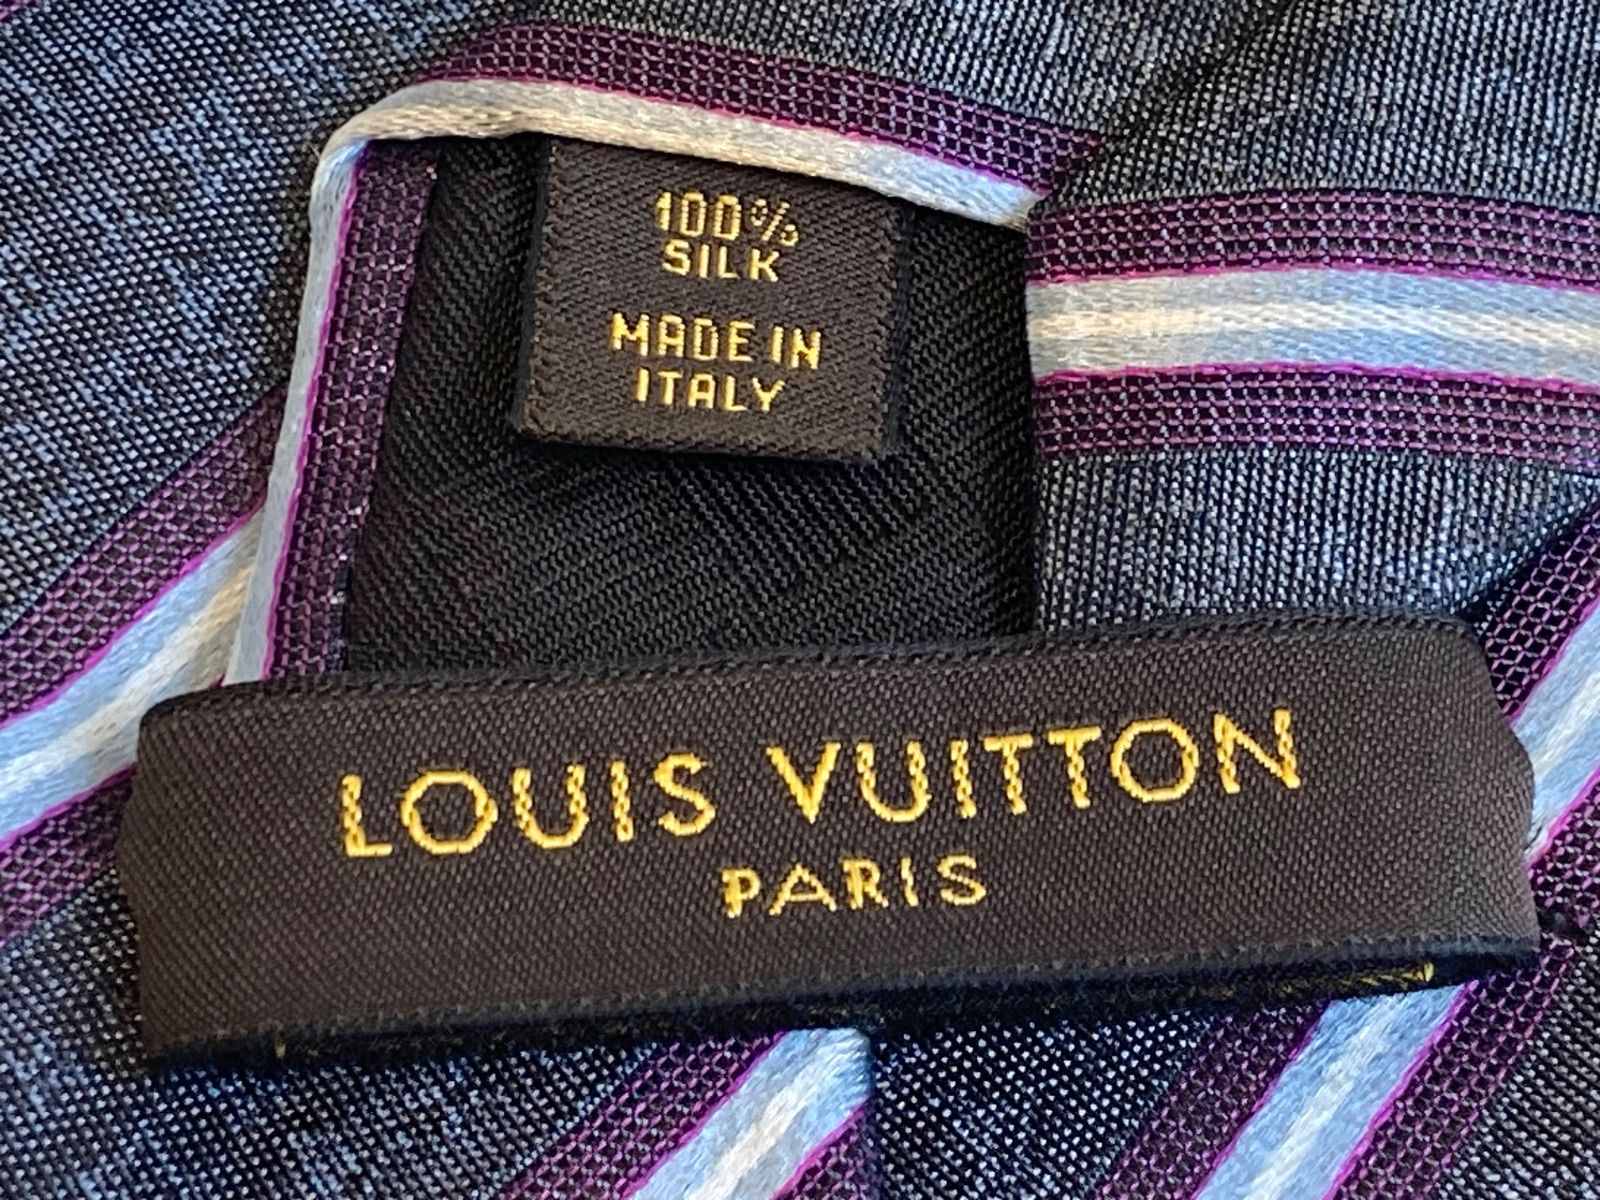 100%
SILK
MADE IN
ITALY
LOUIS VUITTON
PARIS